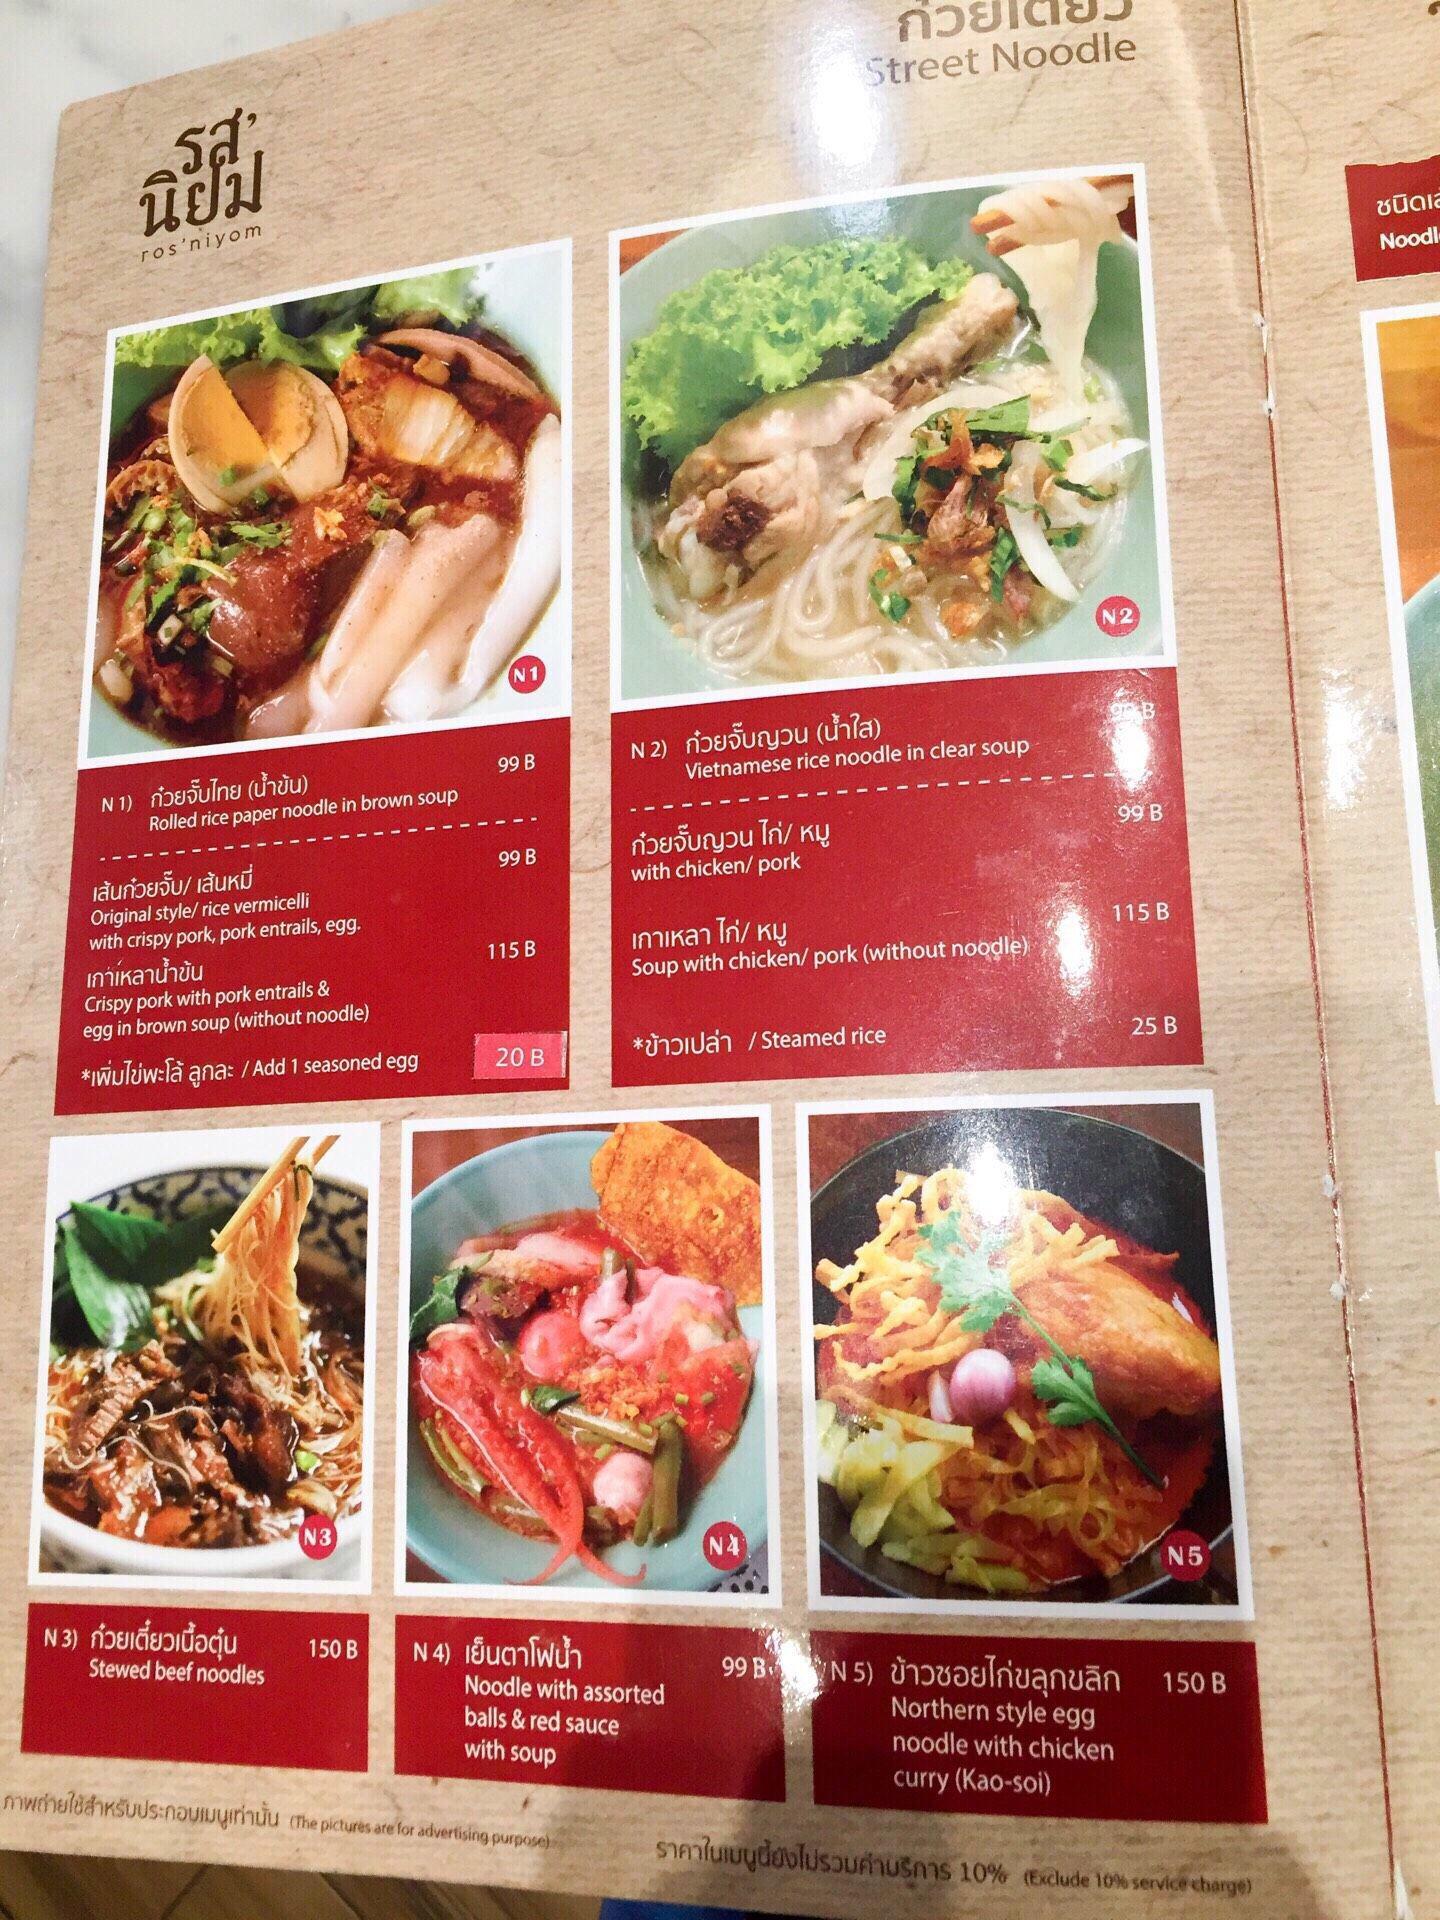 ก๋วยเตี๋ยว
Street Noodle
รส'
นิยม
ros'niyom
ชนิดเส้
Noodle
N1
N2
N 1) ก๋วยจั๊บไทย (น้ำข้น) 99 B
Rolled rice paper noodle in brown soup
เส้นก๋วยจั๊บ/ เส้นหมี่ 99 B
Original style/ rice vermicelli
with crispy pork, pork entrails, egg.
เกาเหลาน้ำข้น 115 B
Crispy pork with pork entrails &
egg in brown soup (without noodle)
*เพิ่มไข่พะโล้ ลูกละ / Add 1 seasoned egg 20 B
N 2) ก๋วยจั๊บญวน (น้ำใส) 99 B
Vietnamese rice noodle in clear soup
ก๋วยจั๊บญวน ไก่/ หมู 99 B
with chicken/ pork
เกาเหลา ไก่/ หมู 115 B
Soup with chicken/ pork (without noodle)
*ข้าวเปล่า / Steamed rice 25 B
N3
N4
N5
N 3) ก๋วยเตี๋ยวเนื้อตุ๋น 150 B
Stewed beef noodles
N 4) เย็นตาโฟน้ำ 99 B
Noodle with assorted
balls & red sauce
with soup
N 5) ข้าวซอยไก่ขลุกขลิก 150 B
Northern style egg
noodle with chicken
curry (Kao-soi)
ภาพถ่ายใช้สำหรับประกอบเมนูเท่านั้น (The pictures are for advertising purpose)
ราคาในเมนูนี้ยังไม่รวมค่าบริการ 10% (Exclude 10% service charge)